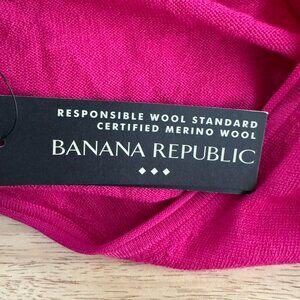 RESPONSIBLE WOOL STANDARD
CERTIFIED MERINO WOOL
BANANA REPUBLIC